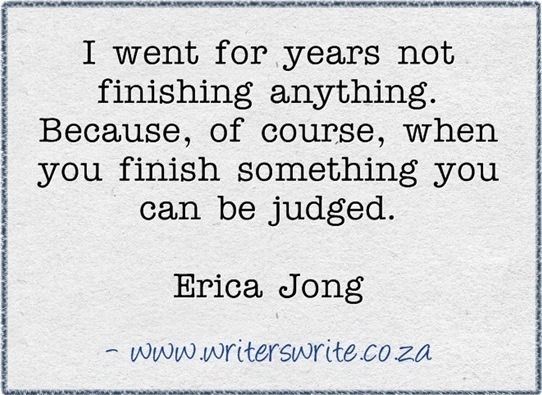 I went for years not
finishing anything.
Because, of course, when
you finish something you
can be judged.
Erica Jong
- www.writerswrite.co.za